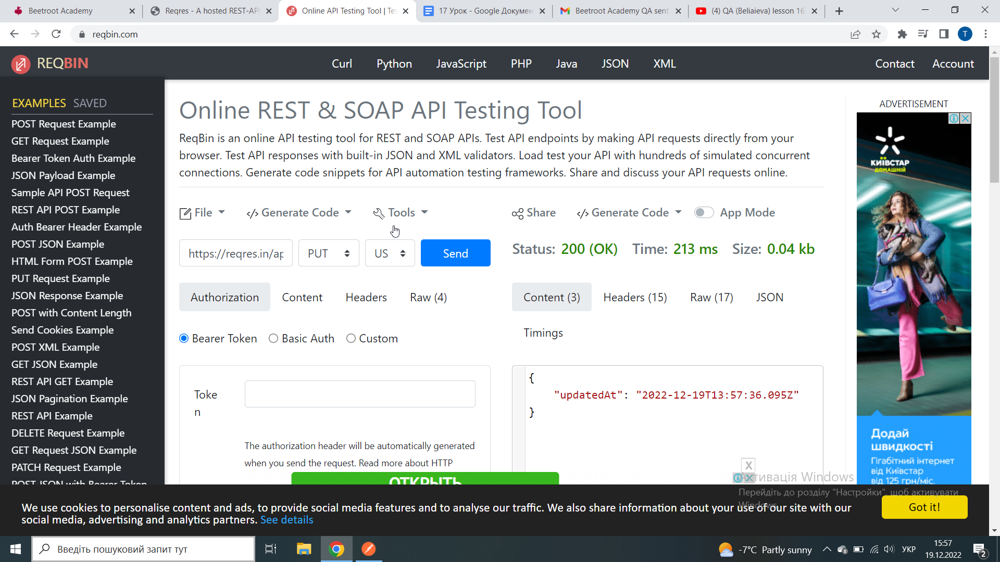 Beetroot Academy
Reqres - A hosted REST-API
Online API Testing Tool | Tes
17 Урок - Google Докумен
Beetroot Academy QA sent
(4) QA (Beliaieva) lesson 16
reqbin.com
T
REQBIN
Curl
Python
JavaScript
PHP
Java
JSON
XML
Contact
Account
EXAMPLES SAVED
POST Request Example
GET Request Example
Bearer Token Auth Example
JSON Payload Example
Sample API POST Request
REST API POST Example
Auth Bearer Header Example
POST JSON Example
HTML Form POST Example
PUT Request Example
JSON Response Example
POST with Content Length
Send Cookies Example
POST XML Example
GET JSON Example
REST API GET Example
JSON Pagination Example
REST API Example
DELETE Request Example
GET Request JSON Example
PATCH Request Example
POST JSON with Bearer Token
Online REST & SOAP API Testing Tool
ReqBin is an online API testing tool for REST and SOAP APIs. Test API endpoints by making API requests directly from your
browser. Test API responses with built-in JSON and XML validators. Load test your API with hundreds of simulated concurrent
connections. Generate code snippets for API automation testing frameworks. Share and discuss your API requests online.
File
</> Generate Code
Tools
https://reqres.in/ap
PUT
US
Send
Authorization
Content
Headers
Raw (4)
Bearer Token
Basic Auth
Custom
Toke
n
The authorization header will be automatically generated
when you send the request. Read more about HTTP
Share
</> Generate Code
App Mode
Status: 200 (OK) Time: 213 ms Size: 0.04 kb
Content (3)
Headers (15)
Raw (17)
JSON
Timings
{
"updatedAt": "2022-12-19T13:57:36.095Z"
}
ADVERTISEMENT
КИЇВСТАР
ДОМАШНІЙ
Додай
швидкості
Гігабітний інтернет
від Київстар
від 125 грн/міс.
X
ОТКРЫТЬ
Активація Windows
Перейдіть до розділу "Настройки", щоб активувати
Windows.
We use cookies to personalise content and ads, to provide social media features and to analyse our traffic. We also share information about your use of our site with our
social media, advertising and analytics partners. See details
Got it!
Введіть пошуковий запит тут
-7°C Partly sunny
УКР
15:57
19.12.2022
2